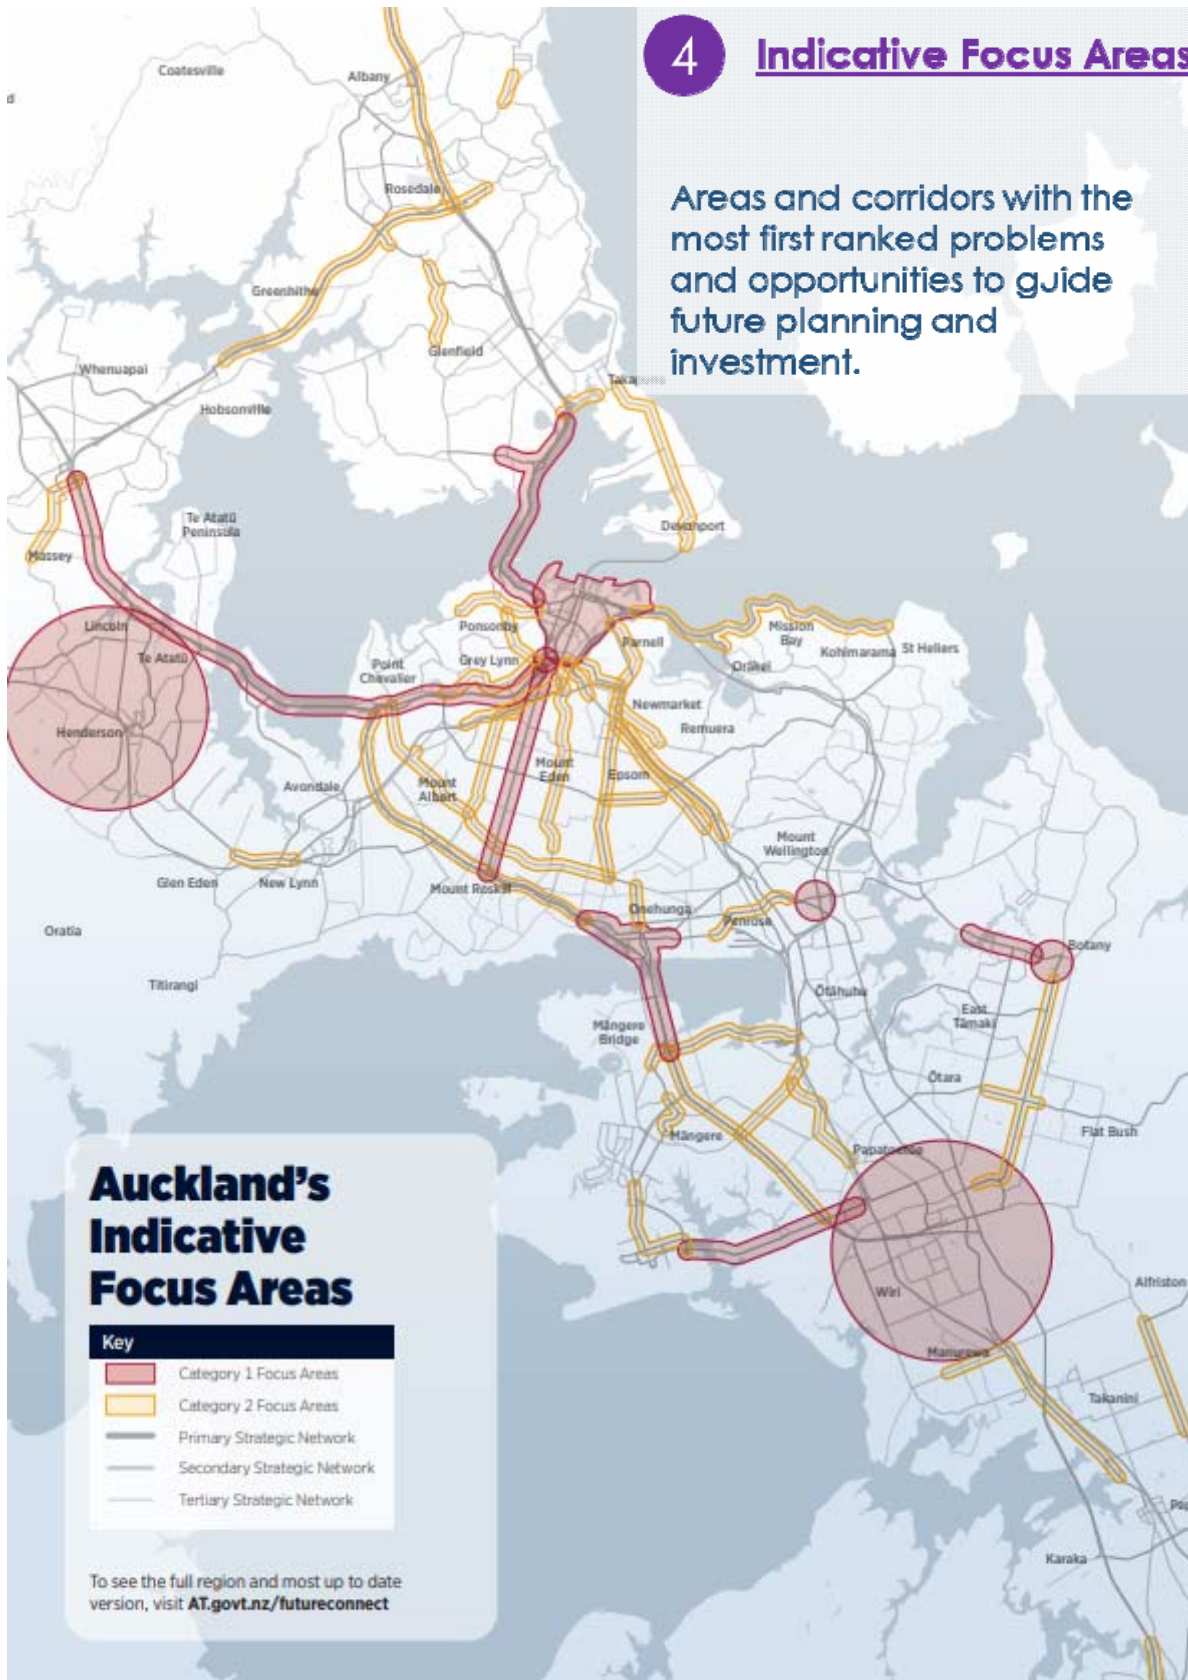 4 Indicative Focus Areas
Areas and corridors with the
most first ranked problems
and opportunities to guide
future planning and
investment.
Coatesville
Albany
d
Rosedale
Greenhithe
Glenfield
Whenuapai
Takapuna
Hobsonville
Te Atatū
Peninsula
Devonport
Massey
Lincoln
Ponsonby
Parnell
Mission
Bay
Te Atatū
Point
Chevalier
Grey Lynn
Orākei
Kohimarama
St Heliers
Newmarket
Henderson
Remuera
Avondale
Mount
Albert
Mount
Eden
Epsom
Mount
Wellington
Glen Eden
New Lynn
Mount Roskill
Onehunga
Penrose
Oratia
Botany
Titirangi
Ōtāhuhu
East
Tāmaki
Māngere
Bridge
Ōtara
Māngere
Flat Bush
Papatoetoe
Wiri
Alfriston
Manurewa
Takanini
Pap
Karaka
Auckland's
Indicative
Focus Areas
Key
Category 1 Focus Areas
Category 2 Focus Areas
Primary Strategic Network
Secondary Strategic Network
Tertiary Strategic Network
To see the full region and most up to date
version, visit AT.govt.nz/futureconnect